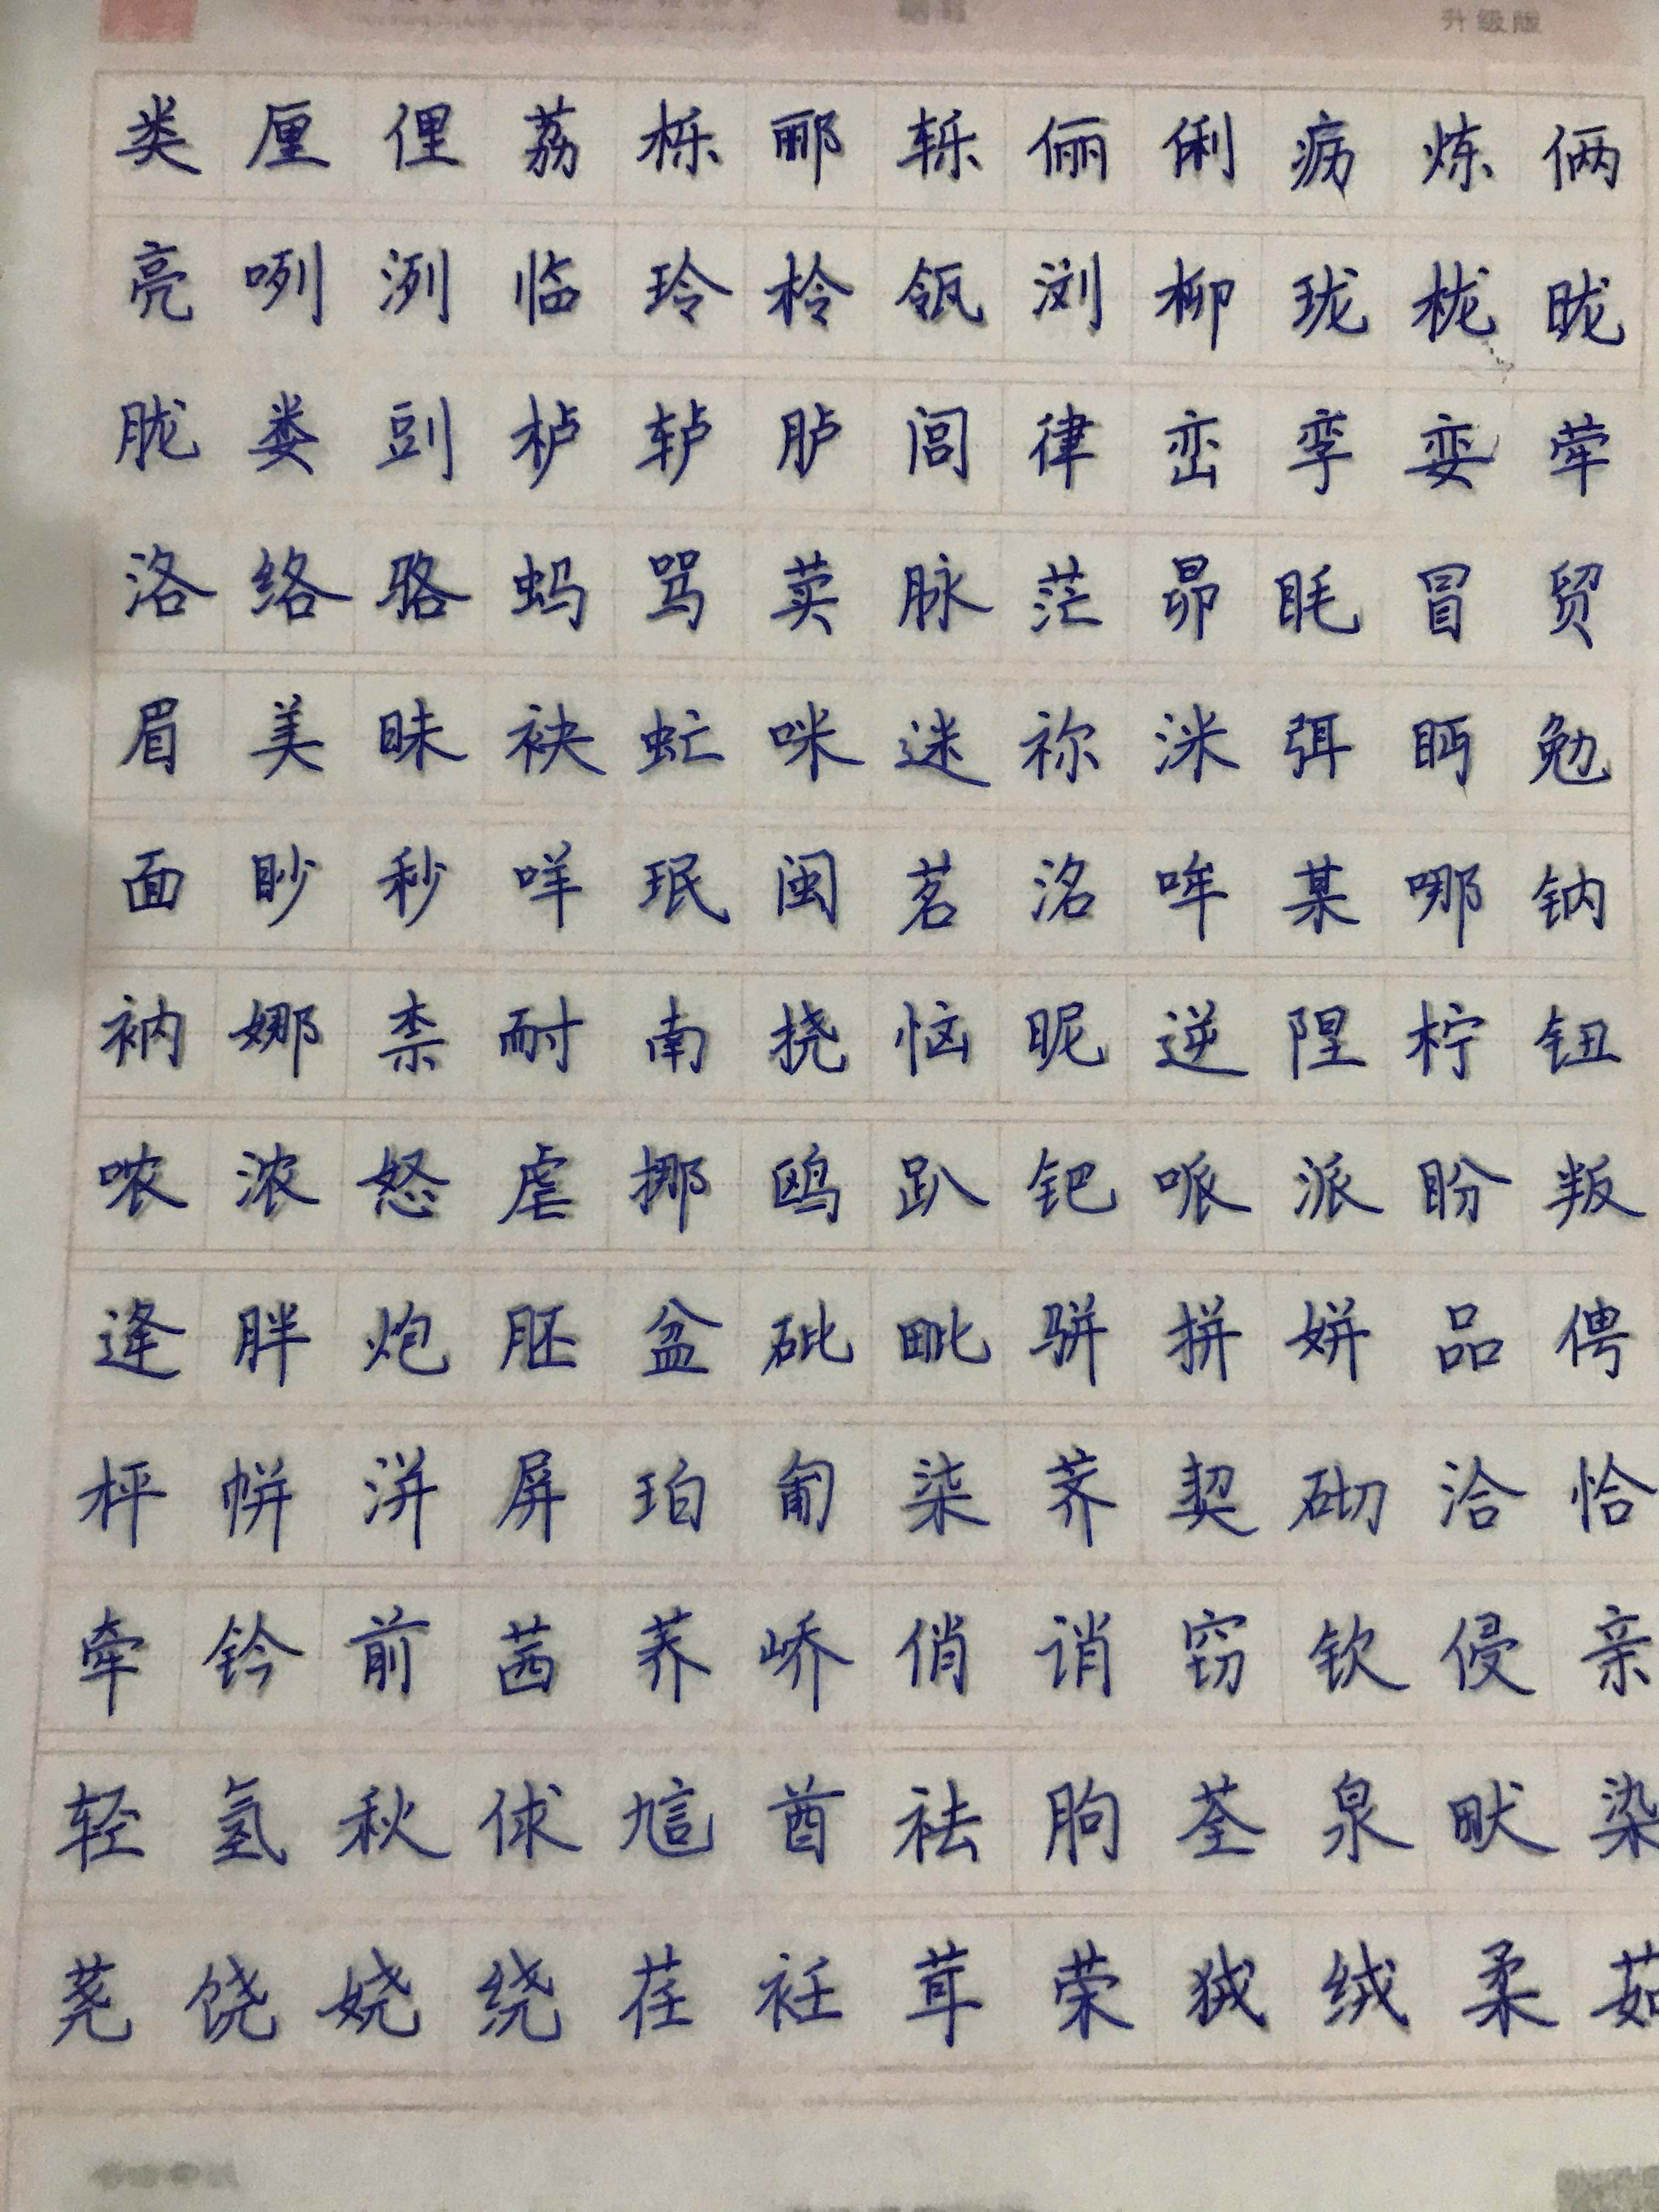 升级版
类厘俚荔栎郦轹俪俐疬炼俩
亮咧洌临玲柃瓴浏柳珑栊昽
胧娄剅栌轳胪闾律峦孪娈荦
洛络骆蚂骂荬脉茫昴眊冒贸
眉美昧袂虻咪迷祢洣弭眄勉
面眇秒咩珉闽茗洺哞某哪钠
衲娜柰耐南挠恼昵逆陧柠钮
哝浓怒虐挪鸥趴钯哌派盼叛
逄胖炮胚盆砒毗骈拼姘品俜
枰帡洴屏珀匍柒荠契砌洽恰
牵钤前茜荞峤俏诮窃钦侵亲
轻氢秋俅訄酋祛朐荃泉畎染
荛饶娆绕荏衽茸荣狨绒柔茹